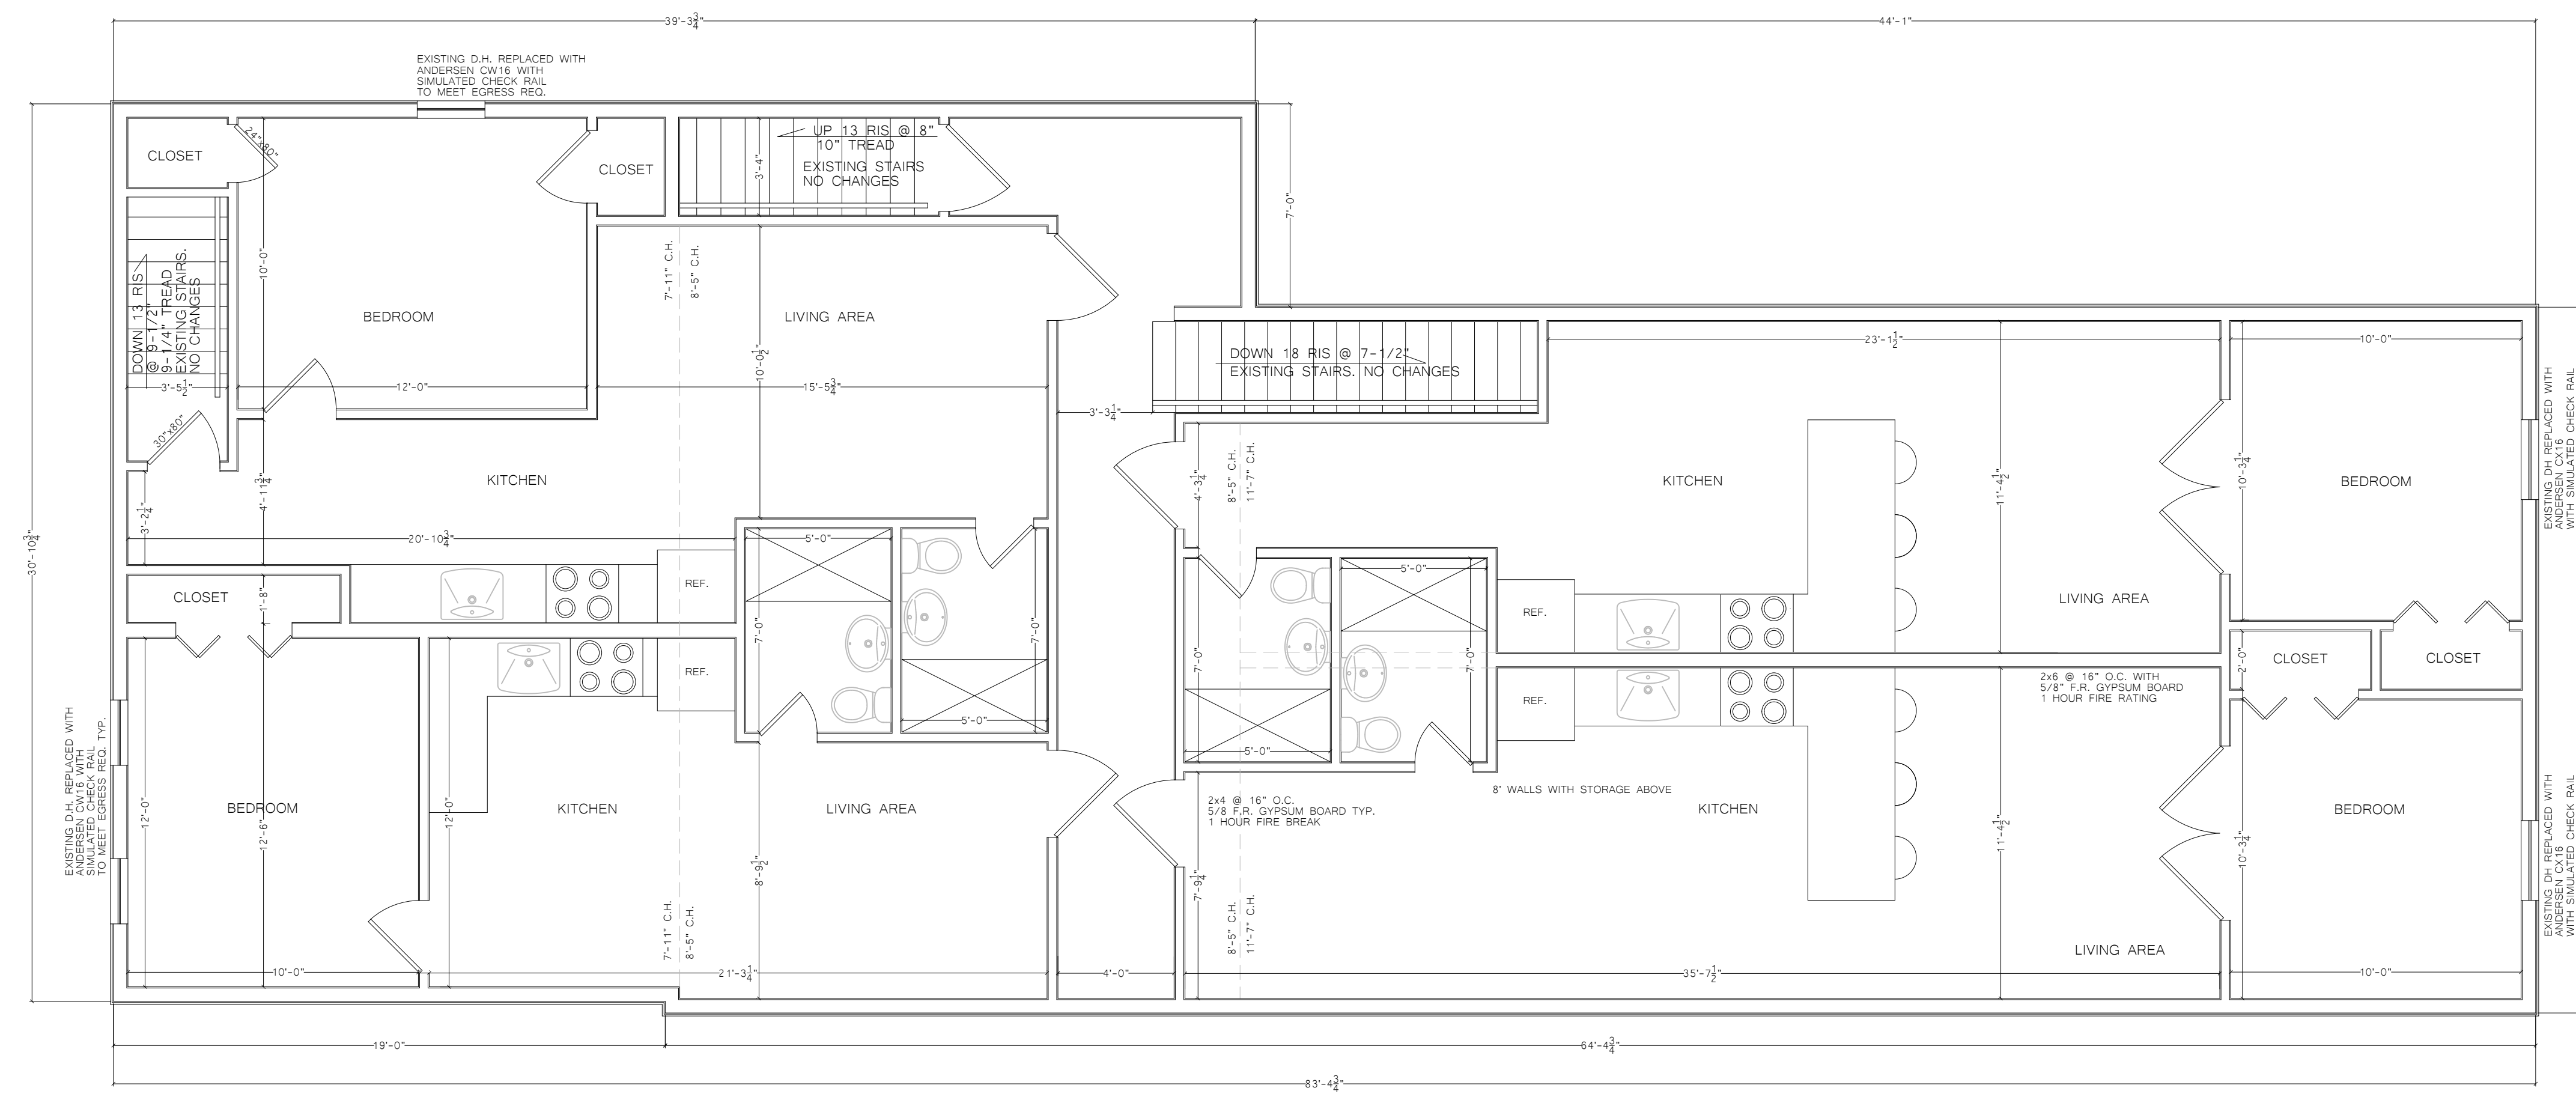 39'-3 3/4"
44'-1"
EXISTING D.H. REPLACED WITH
ANDERSEN CW16 WITH
SIMULATED CHECK RAIL
TO MEET EGRESS REQ.
CLOSET
24"x80"
CLOSET
UP 13 RIS @ 8"
10" TREAD
EXISTING STAIRS
NO CHANGES
3'-4"
7'-0"
10'-0"
DOWN 13 RIS
@ 9-1/2"
9-1/4" TREAD
EXISTING STAIRS.
NO CHANGES
3'-5 1/2"
BEDROOM
12'-0"
7'-11" C.H.
8'-5" C.H.
LIVING AREA
10'-0 1/2"
15'-5 3/4"
DOWN 18 RIS @ 7-1/2"
EXISTING STAIRS. NO CHANGES
3'-3 1/4"
23'-1 1/2"
10'-0"
EXISTING DH REPLACED WITH
ANDERSEN CX16
WITH SIMULATED CHECK RAIL
30"x80"
KITCHEN
4'-11 3/4"
3'-2 1/4"
20'-10 3/4"
30'-10 3/4"
4'-3 1/4"
8'-5" C.H.
11'-7" C.H.
KITCHEN
11'-4 1/2"
10'-3 1/4"
BEDROOM
5'-0"
5'-0"
REF.
CLOSET
1'-8"
REF.
LIVING AREA
7'-0"
7'-0"
7'-0"
7'-0"
2'-0"
CLOSET
CLOSET
REF.
REF.
2x6 @ 16" O.C. WITH
5/8" F.R. GYPSUM BOARD
1 HOUR FIRE RATING
5'-0"
5'-0"
EXISTING D.H. REPLACED WITH
ANDERSEN CW16 WITH
SIMULATED CHECK RAIL
TO MEET EGRESS REQ. TYP.
12'-0"
BEDROOM
12'-6"
12'-0"
KITCHEN
LIVING AREA
8'-9 1/2"
7'-11" C.H.
8'-5" C.H.
2x4 @ 16" O.C.
5/8 F.R. GYPSUM BOARD TYP.
1 HOUR FIRE BREAK
8' WALLS WITH STORAGE ABOVE
7'-9 1/4"
8'-5" C.H.
11'-7" C.H.
KITCHEN
11'-4 1/2"
10'-3 1/4"
BEDROOM
EXISTING DH REPLACED WITH
ANDERSEN CX16
WITH SIMULATED CHECK RAIL
LIVING AREA
10'-0"
21'-3 1/4"
4'-0"
35'-7 1/2"
10'-0"
19'-0"
64'-4 3/4"
83'-4 3/4"